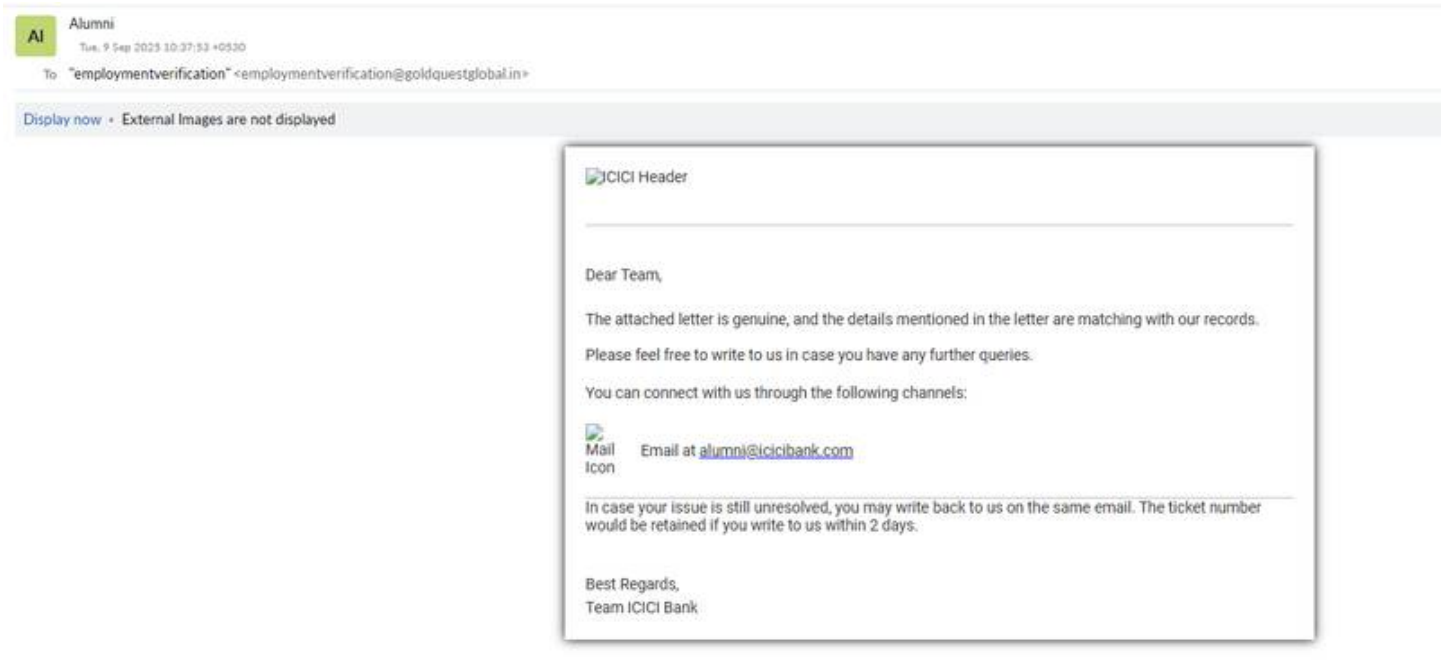 AI
Alumni
Tue, 9 Sep 2025 10:37:53 +0530
To "employmentverification" <employmentverification@goldquestglobal.in>
Display now • External Images are not displayed
ICICI Header
Dear Team,
The attached letter is genuine, and the details mentioned in the letter are matching with our records.
Please feel free to write to us in case you have any further queries.
You can connect with us through the following channels:
Mail
Icon
Email at alumni@icicibank.com
In case your issue is still unresolved, you may write back to us on the same email. The ticket number
would be retained if you write to us within 2 days.
Best Regards,
Team ICICI Bank